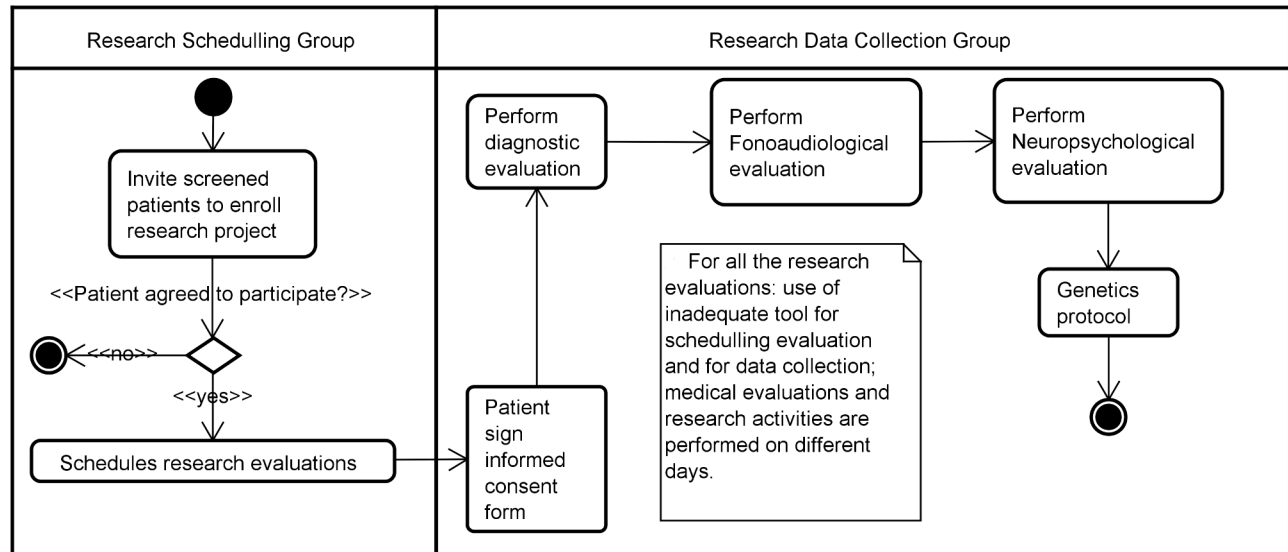 Research Schedulling Group
Research Data Collection Group
Invite screened
patients to enroll
research project
<<Patient agreed to participate?>>
<<no>>
<<yes>>
Schedules research evaluations
Patient
sign
informed
consent
form
Perform
diagnostic
evaluation
Perform
Fonoaudiological
evaluation
Perform
Neuropsychological
evaluation
Genetics
protocol
For all the research
evaluations: use of
inadequate tool for
schedulling evaluation
and for data collection;
medical evaluations and
research activities are
performed on different
days.